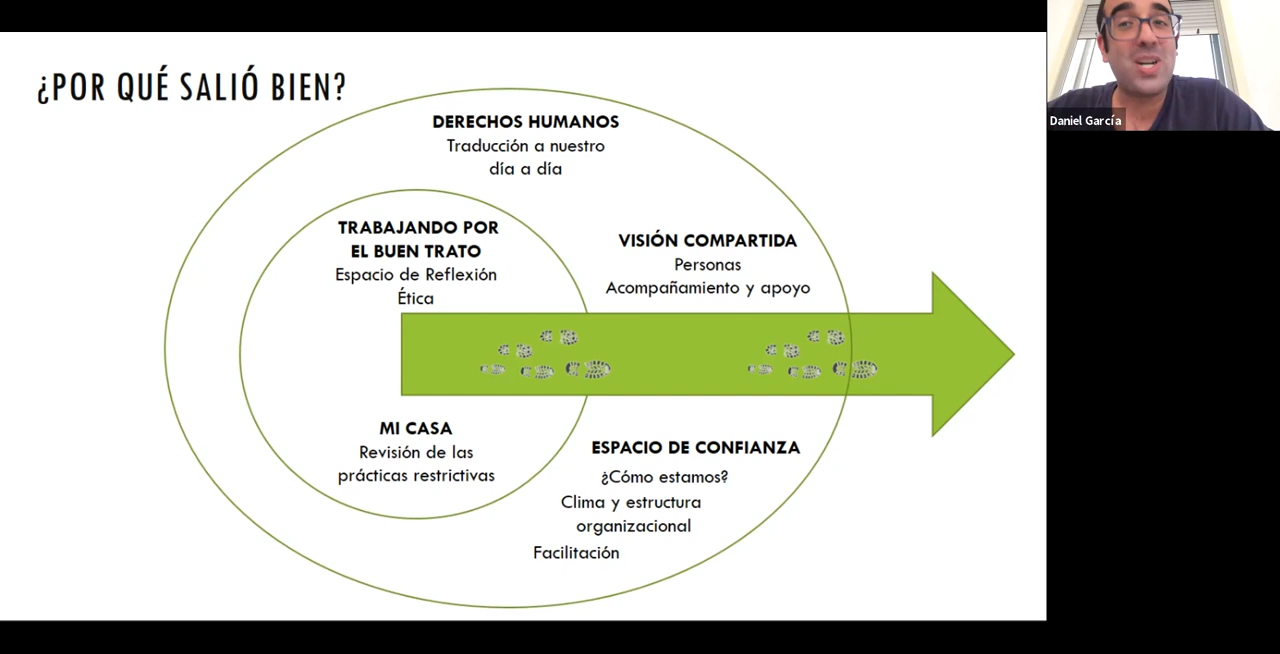 ¿POR QUÉ SALIÓ BIEN?
DERECHOS HUMANOS
Traducción a nuestro
día a día
TRABAJANDO POR
EL BUEN TRATO
Espacio de Reflexión
Ética
VISIÓN COMPARTIDA
Personas
Acompañamiento y apoyo
MI CASA
Revisión de las
prácticas restrictivas
ESPACIO DE CONFIANZA
¿Cómo estamos?
Clima y estructura
organizacional
Facilitación
Daniel García